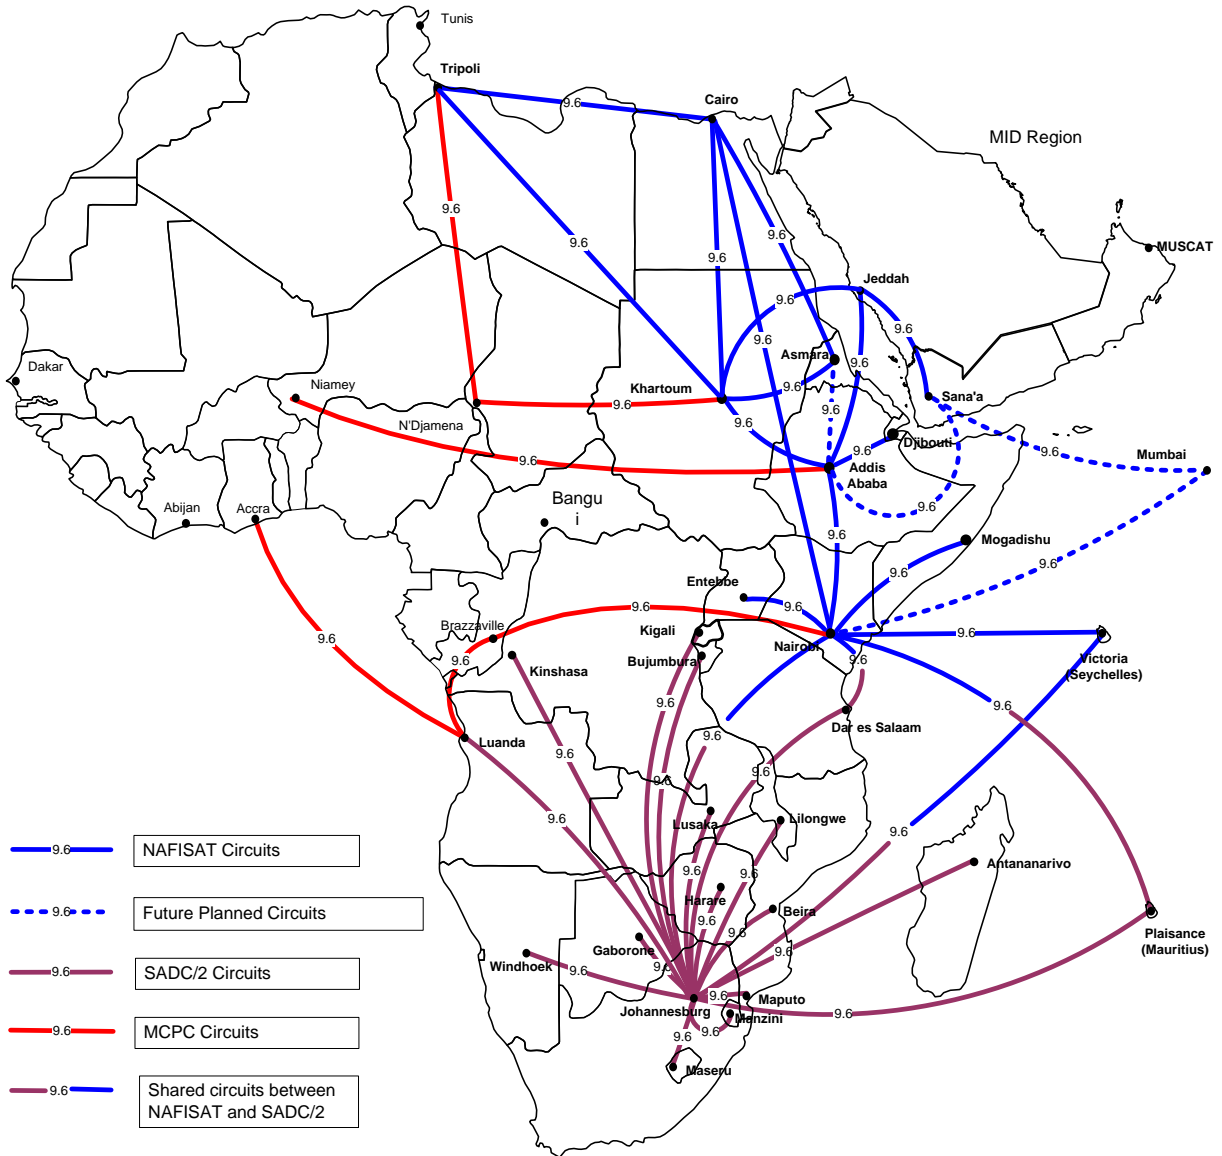 Tunis
Tripoli
9.6
Cairo
MID Region
9.6
9.6
9.6
9.6
MUSCAT
Jeddah
9.6
9.6
9.6
Asmara
9.6
Dakar
Niamey
Khartoum
9.6
Sana'a
9.6
9.6
N'Djamena
9.6
9.6
Djibouti
9.6
9.6
Mumbai
9.6
Addis
Ababa
Bangu
i
Abijan
Accra
9.6
9.6
Mogadishu
9.6
9.6
Entebbe
9.6
9.6
Brazzaville
Kigali
9.6
Nairobi
9.6
Victoria
(Seychelles)
9.6
Kinshasa
Bujumbura
9.6
9.6
9.6
Dar es Salaam
Luanda
9.6
9.6
9.6
9.6
9.6
Lusaka
Lilongwe
9.6
9.6
NAFISAT Circuits
9.6
Antananarivo
9.6
9.6
Harare
Beira
9.6
Future Planned Circuits
9.6
9.6
9.6
Plaisance
(Mauritius)
Gaborone
Windhoek
9.6
9.6
9.6
SADC/2 Circuits
9.6
Maputo
Johannesburg
9.6
Manzini
9.6
9.6
MCPC Circuits
9.6
Maseru
9.6
Shared circuits between
NAFISAT and SADC/2